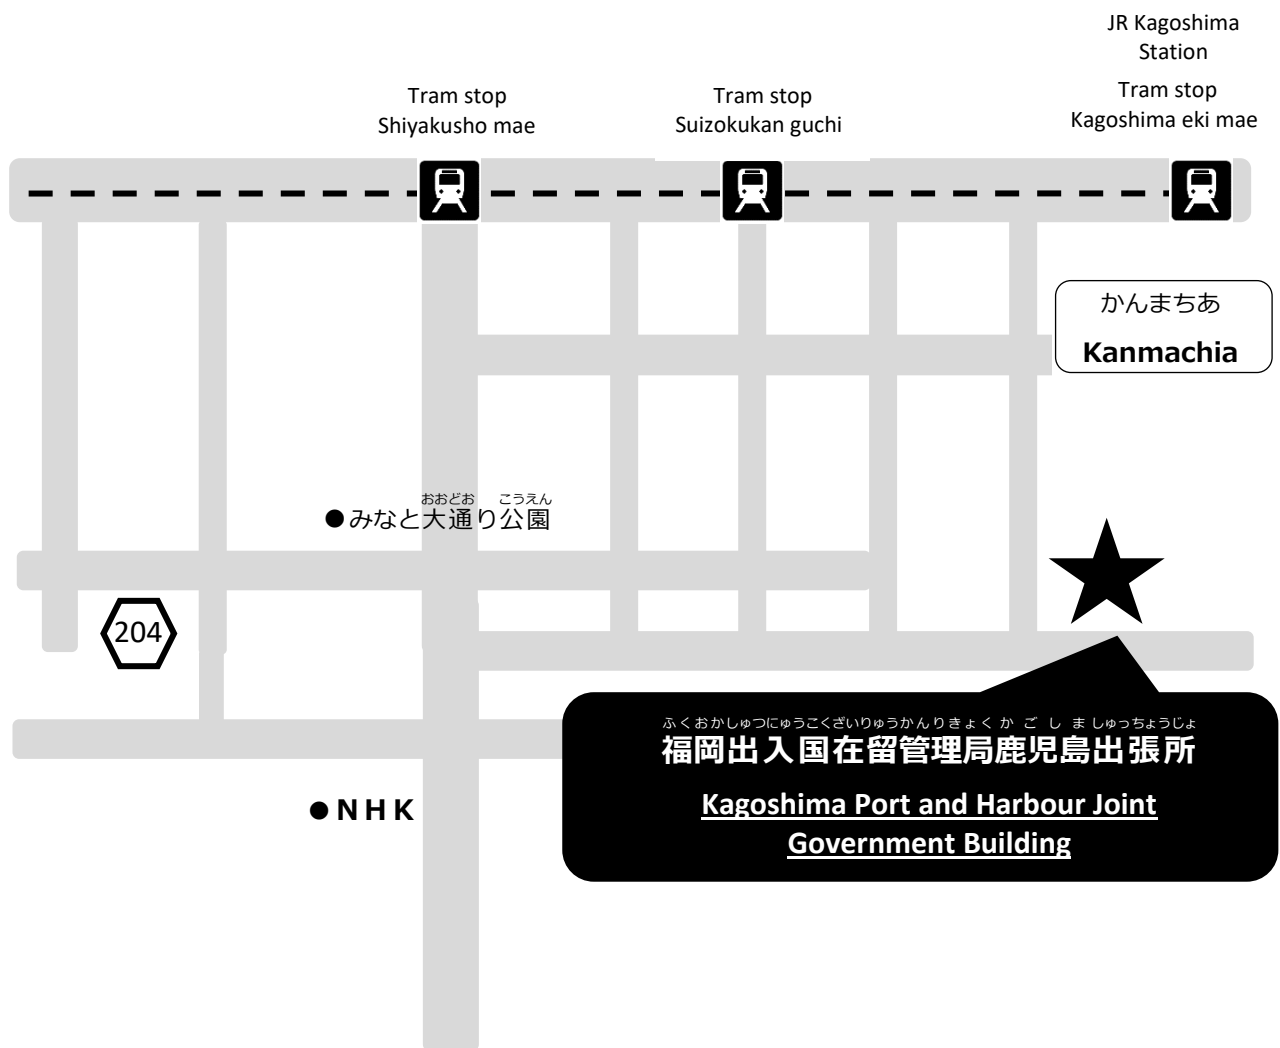 JR Kagoshima
Station
Tram stop
Shiyakusho mae
Tram stop
Suizokukan guchi
Tram stop
Kagoshima eki mae
かんまちあ
Kanmachia
おおどお こうえん
●みなと大通り公園
204
ふくおかしゅつにゅうこくざいりゅうかんりきょくかごしましゅっちょうじょ
福岡出入国在留管理局鹿児島出張所
Kagoshima Port and Harbour Joint
Government Building
●NHK